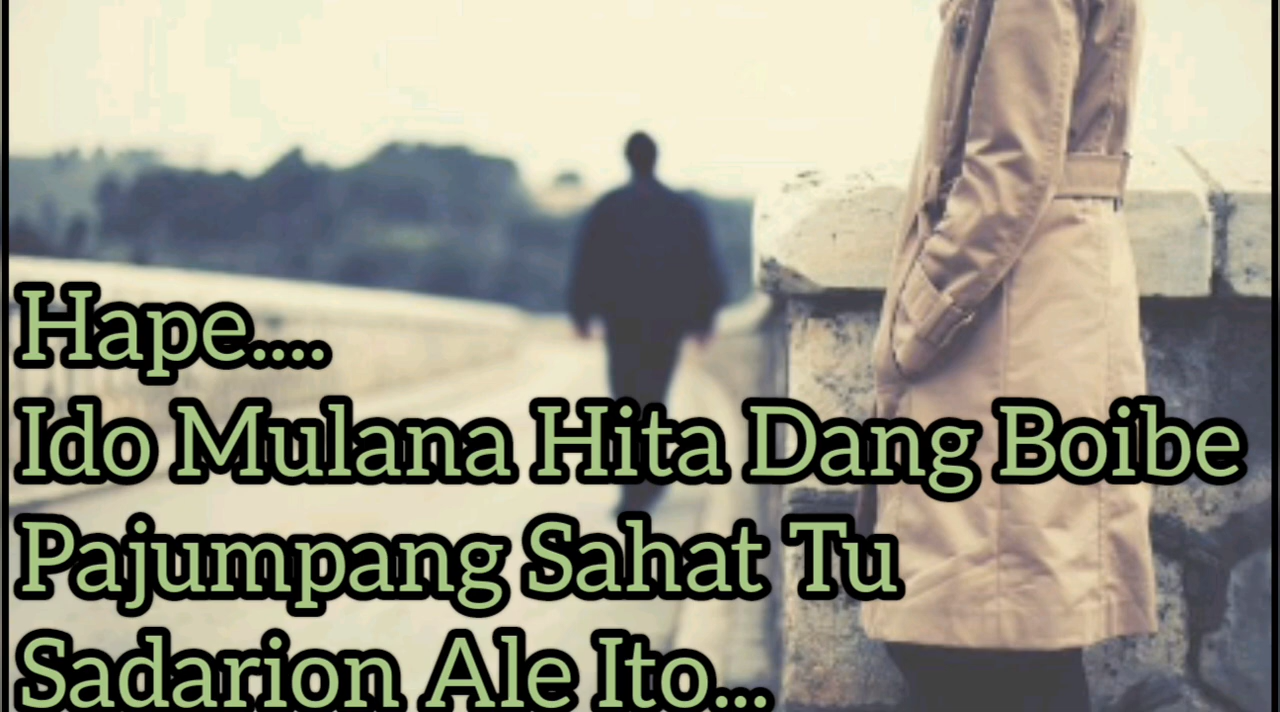 Hape....
Ido Mulana Hita Dang Boibe
Pajumpang Sahat Tu
Sadarion Ale Ito...